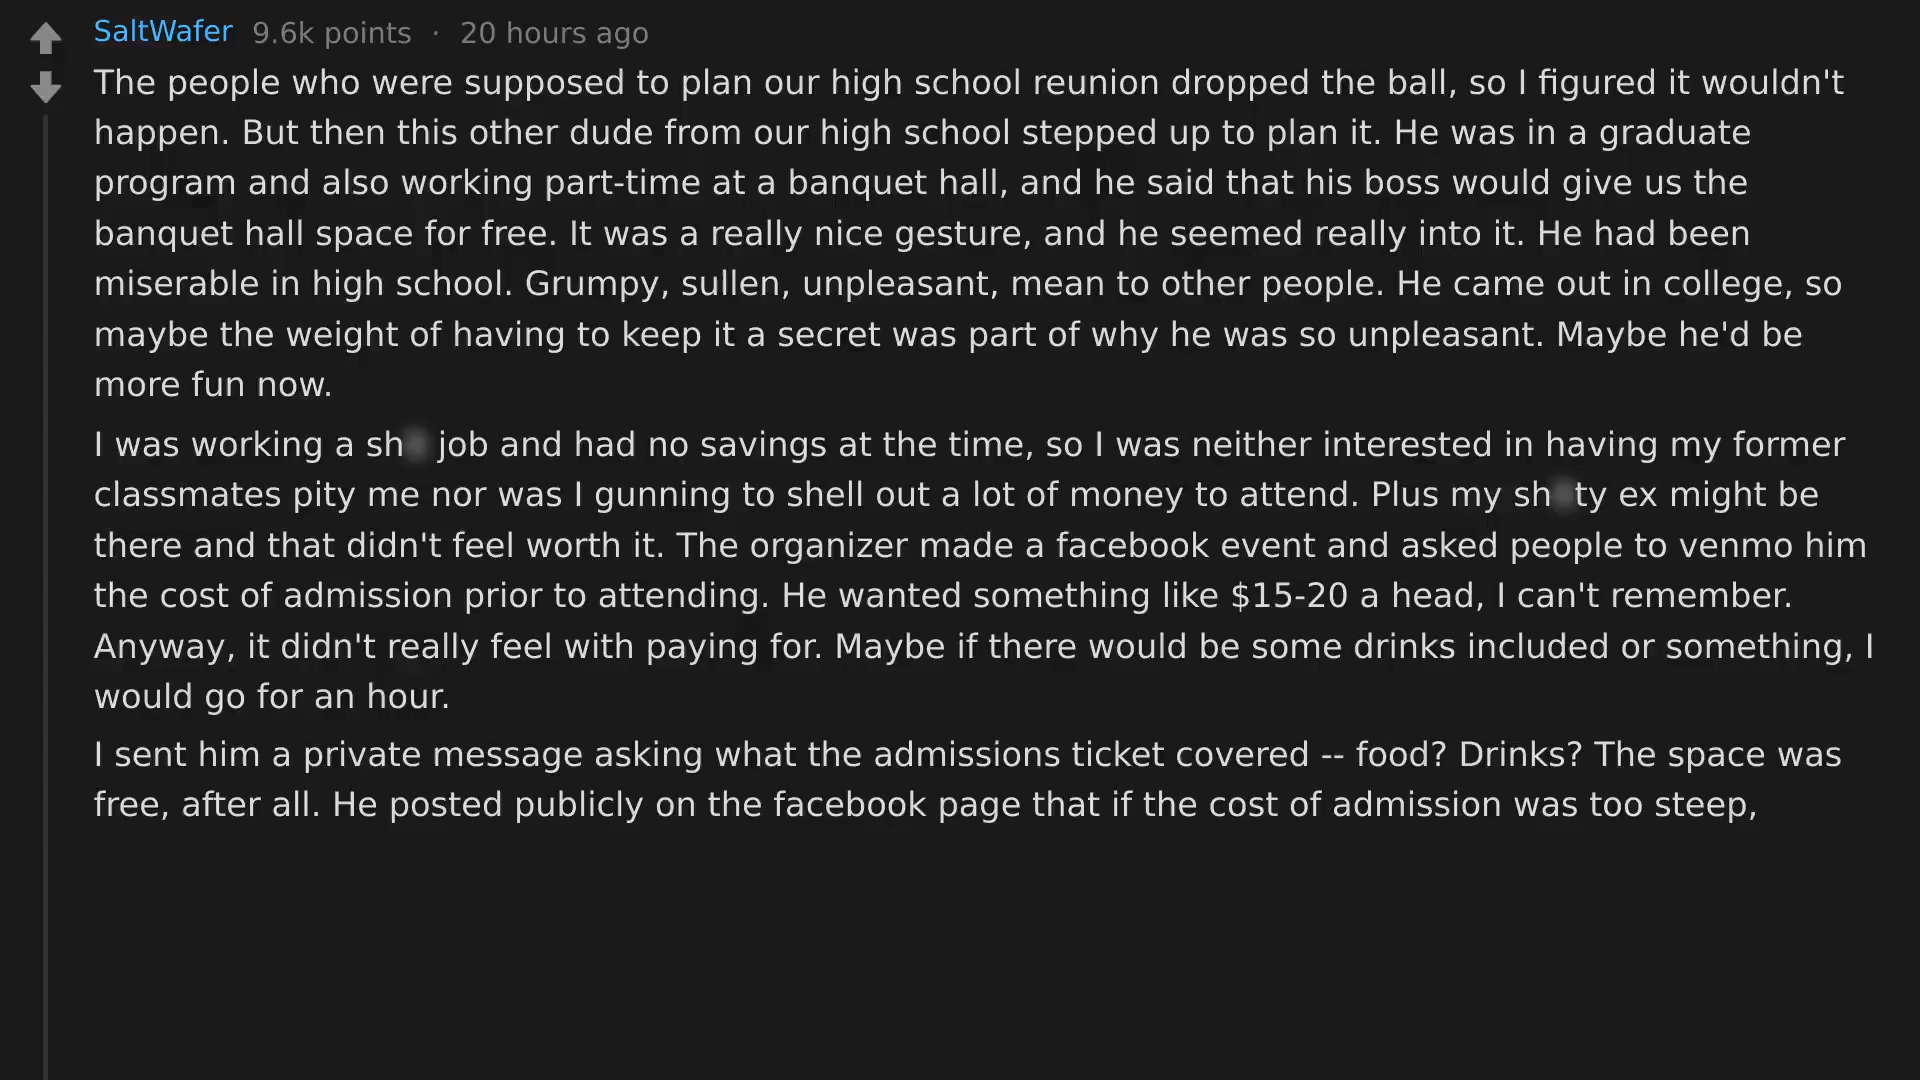 SaltWafer 9.6k points · 20 hours ago
The people who were supposed to plan our high school reunion dropped the ball, so I figured it wouldn't
happen. But then this other dude from our high school stepped up to plan it. He was in a graduate
program and also working part-time at a banquet hall, and he said that his boss would give us the
banquet hall space for free. It was a really nice gesture, and he seemed really into it. He had been
miserable in high school. Grumpy, sullen, unpleasant, mean to other people. He came out in college, so
maybe the weight of having to keep it a secret was part of why he was so unpleasant. Maybe he'd be
more fun now.
I was working a sh job and had no savings at the time, so I was neither interested in having my former
classmates pity me nor was I gunning to shell out a lot of money to attend. Plus my sh ty ex might be
there and that didn't feel worth it. The organizer made a facebook event and asked people to venmo him
the cost of admission prior to attending. He wanted something like $15-20 a head, I can't remember.
Anyway, it didn't really feel with paying for. Maybe if there would be some drinks included or something, I
would go for an hour.
I sent him a private message asking what the admissions ticket covered -- food? Drinks? The space was
free, after all. He posted publicly on the facebook page that if the cost of admission was too steep,